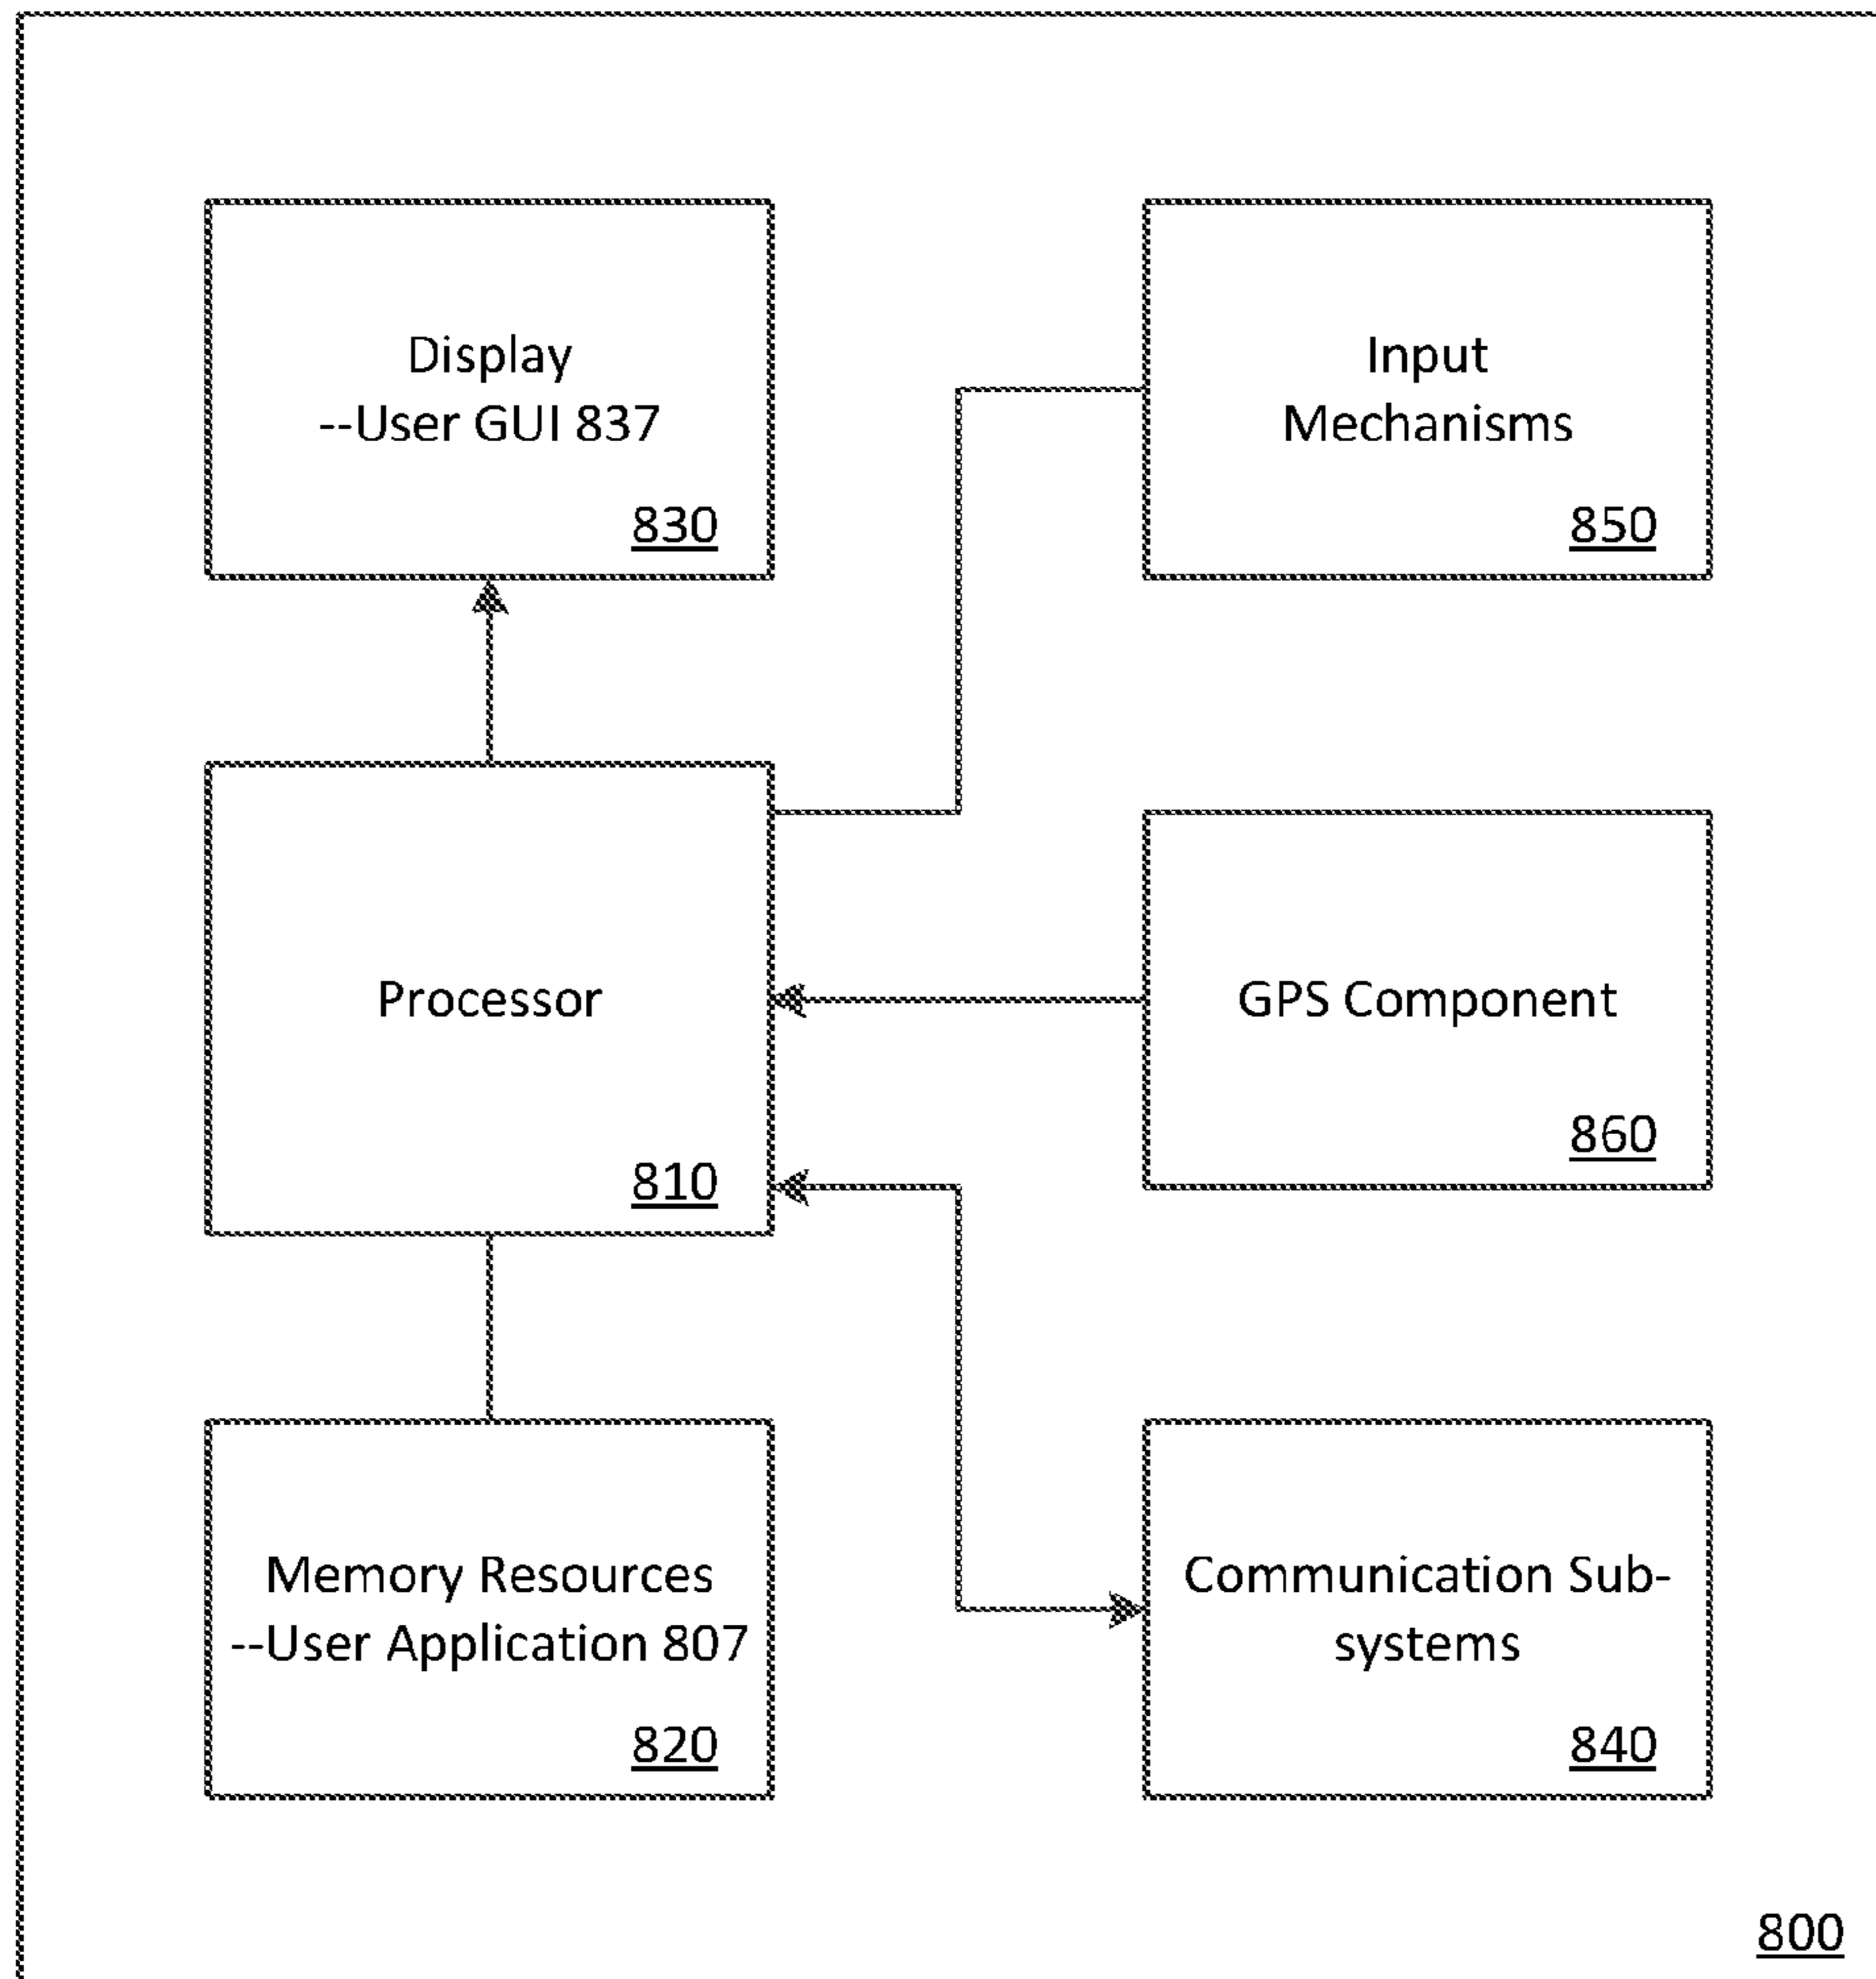 Display
--User GUI 837
830
Input
Mechanisms
850
Processor
810
GPS Component
860
Memory Resources
--User Application 807
820
Communication Sub-
systems
840
800